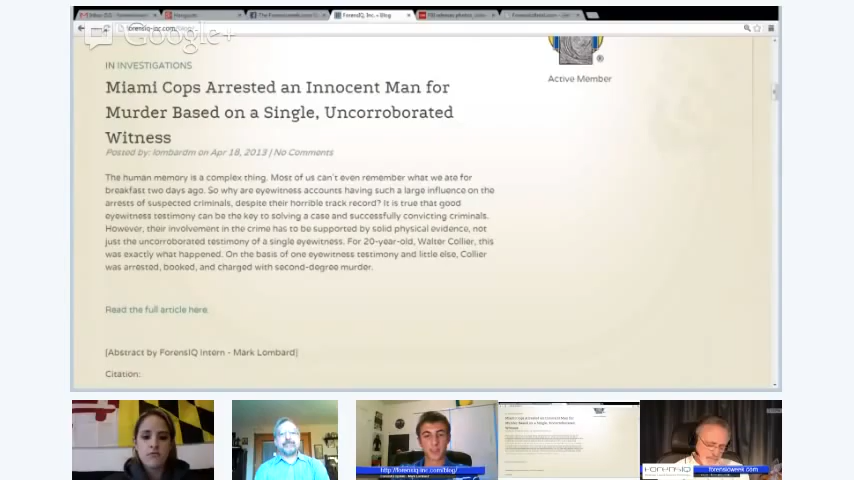 Google+
forensiq-inc.com
Active Member
IN INVESTIGATIONS
Miami Cops Arrested an Innocent Man for
Murder Based on a Single, Uncorroborated
Witness
Posted by: lombardm on Apr 18, 2013 | No Comments
The human memory is a complex thing. Most of us can't even remember what we ate for
breakfast two days ago. So why are eyewitness accounts having such a large influence on the
arrests of suspected criminals, despite their horrible track record? It is true that good
eyewitness testimony can be the key to solving a case and successfully convicting criminals.
However, their involvement in the crime has to be supported by solid physical evidence, not
just the uncorroborated testimony of a single eyewitness. For 20-year-old, Walter Collier, this
was exactly what happened. On the basis of one eyewitness testimony and little else, Collier
was arrested, booked, and charged with second-degree murder.
Read the full article here.
[Abstract by ForensIQ Intern - Mark Lombard]
Citation:
http://forensiq-inc.com/blog/
FORENSIQ
forensicweek.com